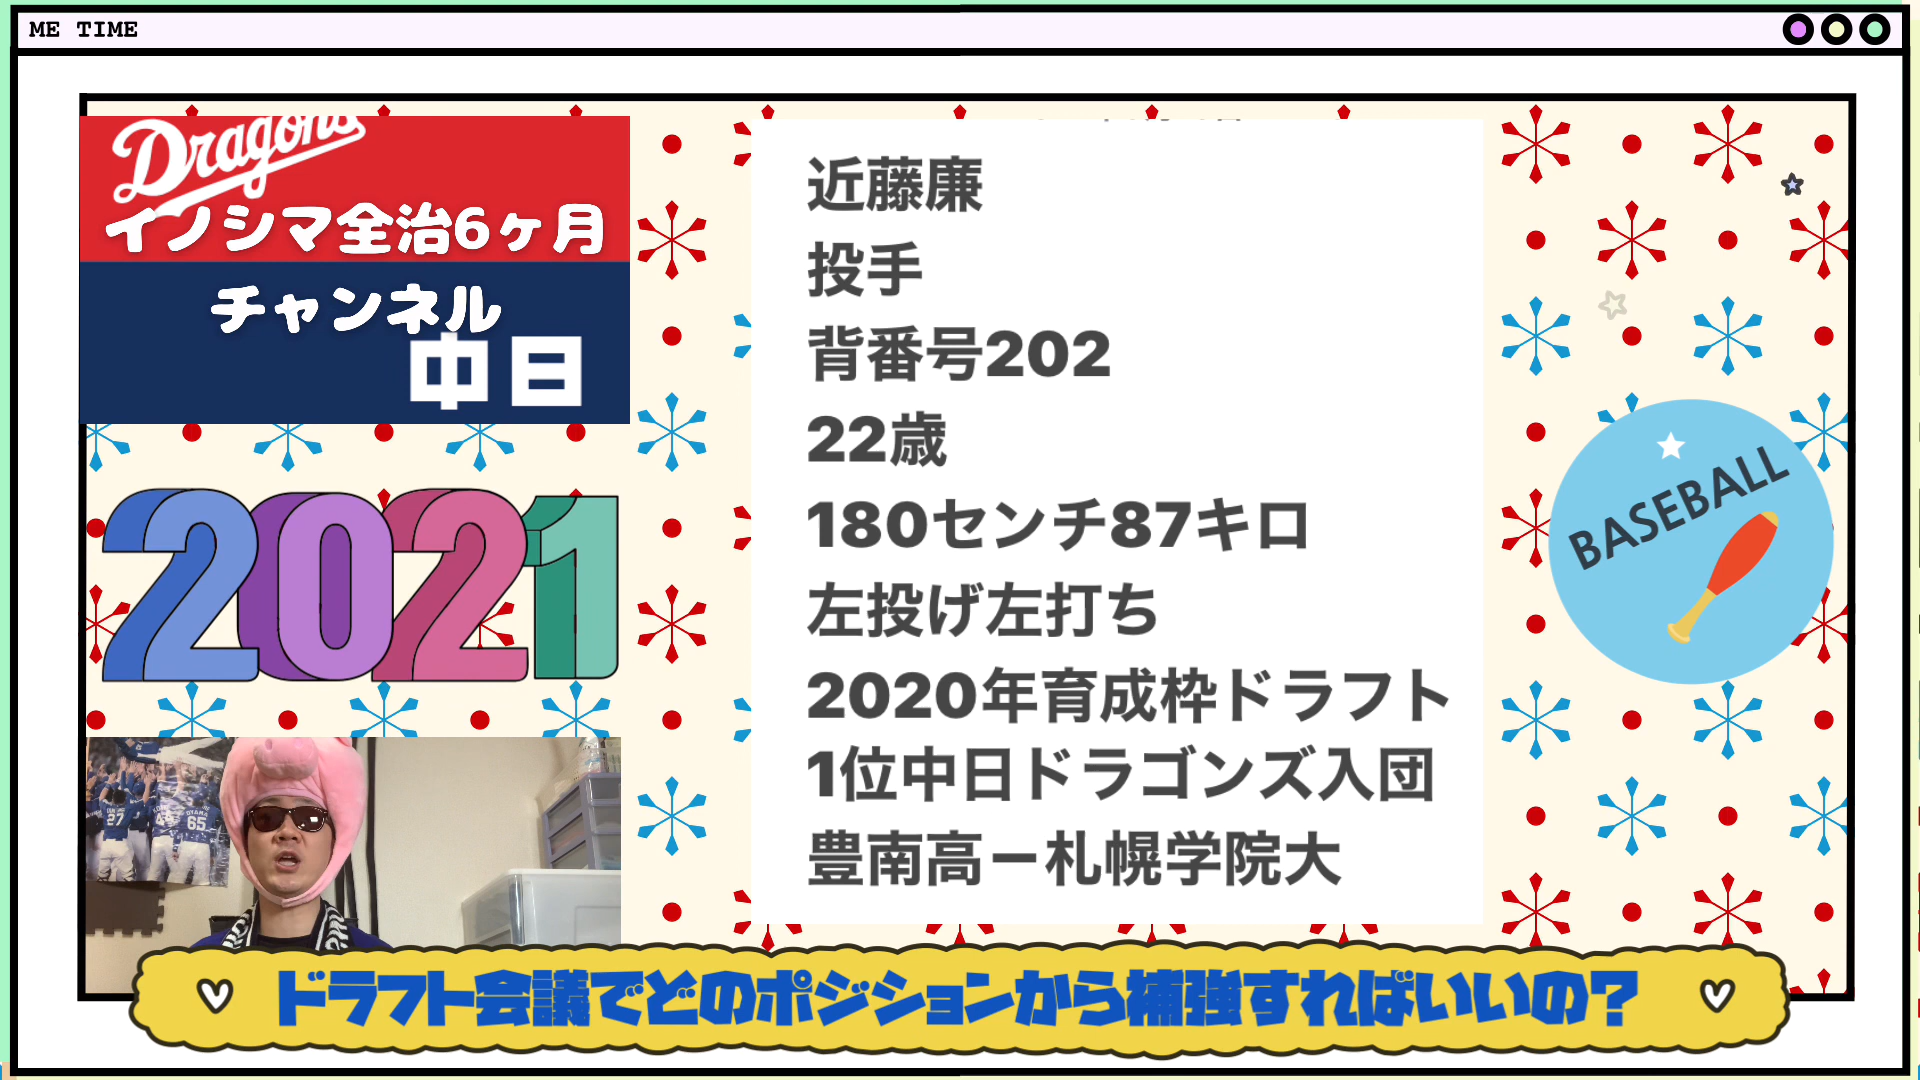 ME TIME
Dragons
イノシマ全治6ヶ月
チャンネル
中日
2021
近藤廉
投手
背番号202
22歳
180センチ87キロ
左投げ左打ち
2020年育成枠ドラフト
1位中日ドラゴンズ入団
豊南高ー札幌学院大
BASEBALL
27
65
ドラフト会議でどのポジションから補強すればいいの?